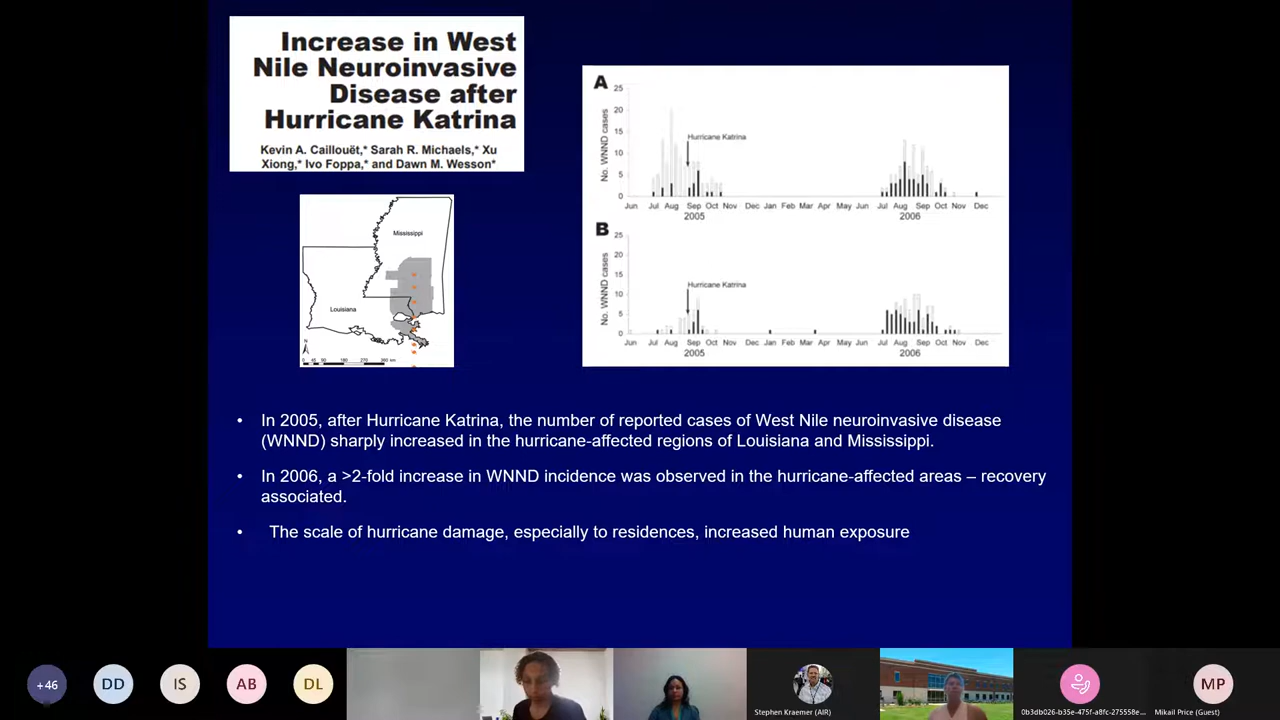 Increase in West
Nile Neuroinvasive
Disease after
Hurricane Katrina
Kevin A. Caillouët,* Sarah R. Michaels,* Xu
Xiong,* Ivo Foppa,* and Dawn M. Wesson*
Mississippi
Louisiana
N
0 45 90 180 270 360 km
A
No. WNND cases
25
20
15
10
5
0
Hurricane Katrina
Jun Jul Aug Sep Oct Nov Dec Jan Feb Mar Apr May Jun Jul Aug Sep Oct Nov Dec
2005 2006
B
No. WNND cases
25
20
15
10
5
0
Hurricane Katrina
Jun Jul Aug Sep Oct Nov Dec Jan Feb Mar Apr May Jun Jul Aug Sep Oct Nov Dec
2005 2006
• In 2005, after Hurricane Katrina, the number of reported cases of West Nile neuroinvasive disease
(WNND) sharply increased in the hurricane-affected regions of Louisiana and Mississippi.
• In 2006, a >2-fold increase in WNND incidence was observed in the hurricane-affected areas – recovery
associated.
• The scale of hurricane damage, especially to residences, increased human exposure
+46
DD
IS
AB
DL
Stephen Kraemer (AIR)
0b3db026-b35e-475f-a8fc-275558e...
MP
Mikail Price (Guest)